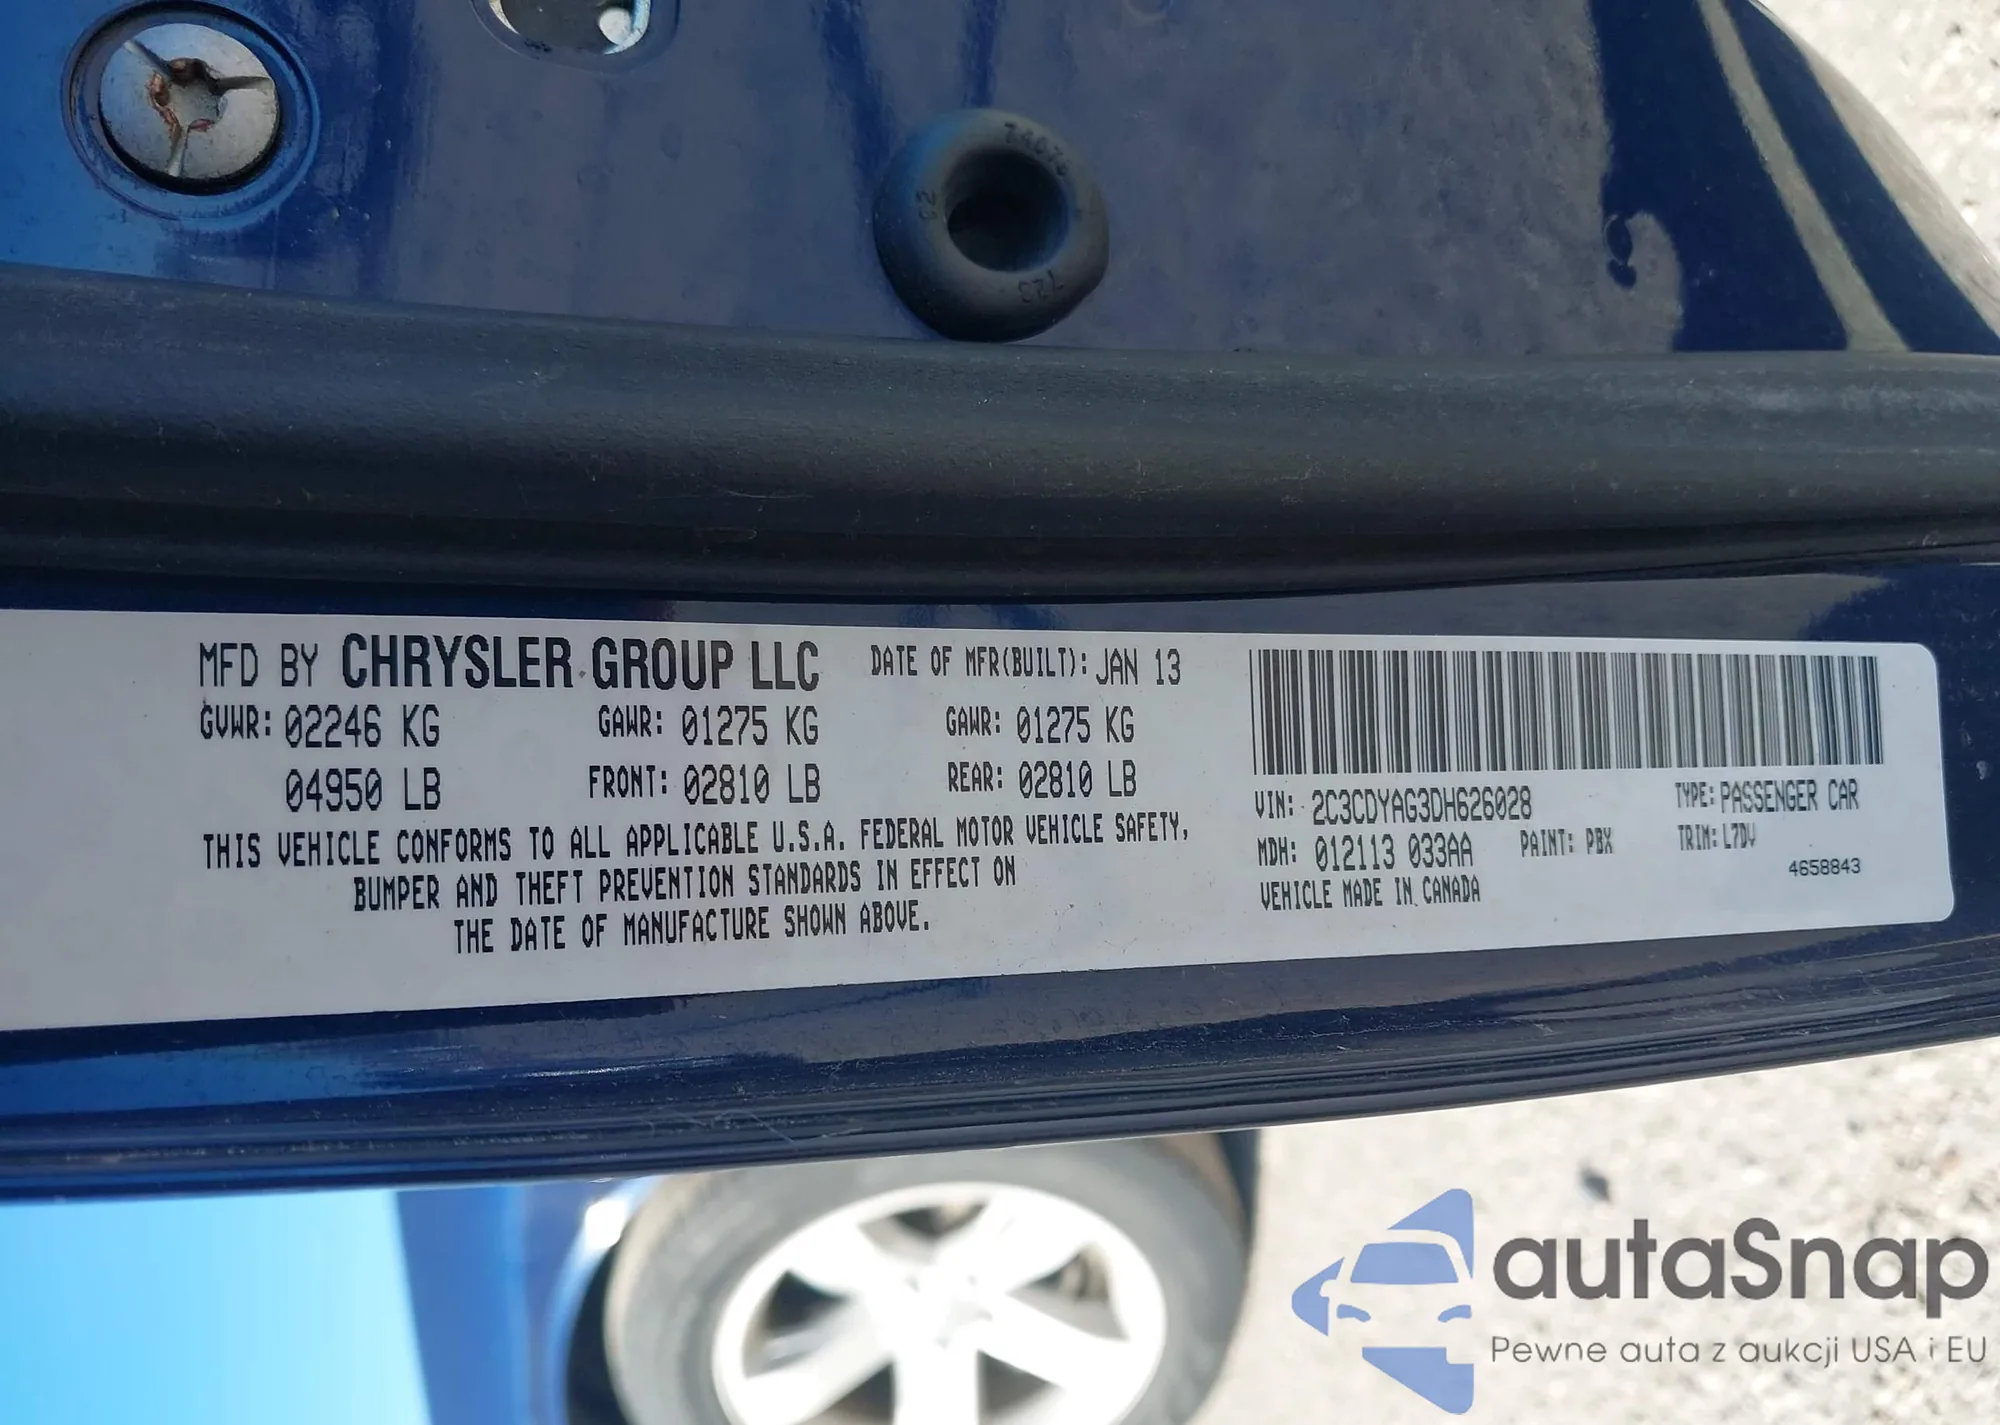 74076
02
723
MFD BY CHRYSLER GROUP LLC
DATE OF MFR(BUILT): JAN 13
GVWR: 02246 KG
04950 LB
GAWR: 01275 KG
FRONT: 02810 LB
GAWR: 01275 KG
REAR: 02810 LB
THIS VEHICLE CONFORMS TO ALL APPLICABLE U.S.A. FEDERAL MOTOR VEHICLE SAFETY,
BUMPER AND THEFT PREVENTION STANDARDS IN EFFECT ON
THE DATE OF MANUFACTURE SHOWN ABOVE.
VIN: 2C3CDYAG3DH626028
TYPE: PASSENGER CAR
MDH: 012113 033AA
PAINT: PBX
TRIM: L7DV
VEHICLE MADE IN CANADA
4658843
autaSnap
Pewne auta z aukcji USA i EU